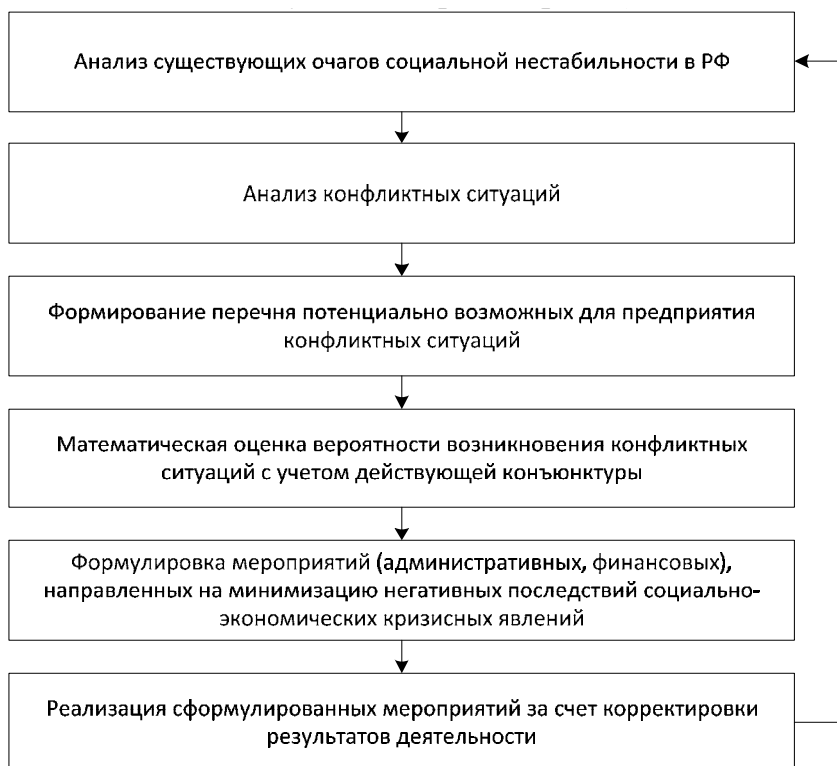 Анализ существующих очагов социальной нестабильности в РФ
Анализ конфликтных ситуаций
Формирование перечня потенциально возможных для предприятия
конфликтных ситуаций
Математическая оценка вероятности возникновения конфликтных
ситуаций с учетом действующей конъюнктуры
Формулировка мероприятий (административных, финансовых),
направленных на минимизацию негативных последствий социально-
экономических кризисных явлений
Реализация сформулированных мероприятий за счет корректировки
результатов деятельности